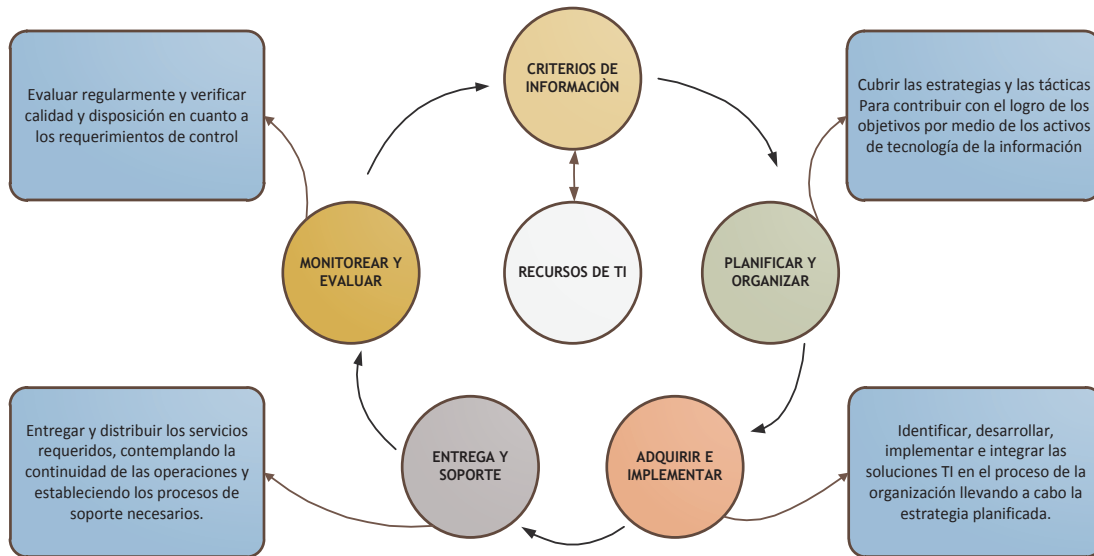 CRITERIOS DE
INFORMACIÒN
Evaluar regularmente y verificar
calidad y disposición en cuanto a
los requerimientos de control
Cubrir las estrategias y las tácticas
Para contribuir con el logro de los
objetivos por medio de los activos
de tecnología de la información
MONITOREAR Y
EVALUAR
RECURSOS DE TI
PLANIFICAR Y
ORGANIZAR
Entregar y distribuir los servicios
requeridos, contemplando la
continuidad de las operaciones y
estableciendo los procesos de
soporte necesarios.
ENTREGA Y
SOPORTE
ADQUIRIR E
IMPLEMENTAR
Identificar, desarrollar,
implementar e integrar las
soluciones TI en el proceso de la
organización llevando a cabo la
estrategia planificada.